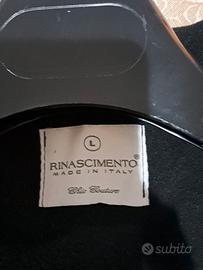 L
RINASCIMENTO®
MADE IN ITALY
Chic Couture
subito